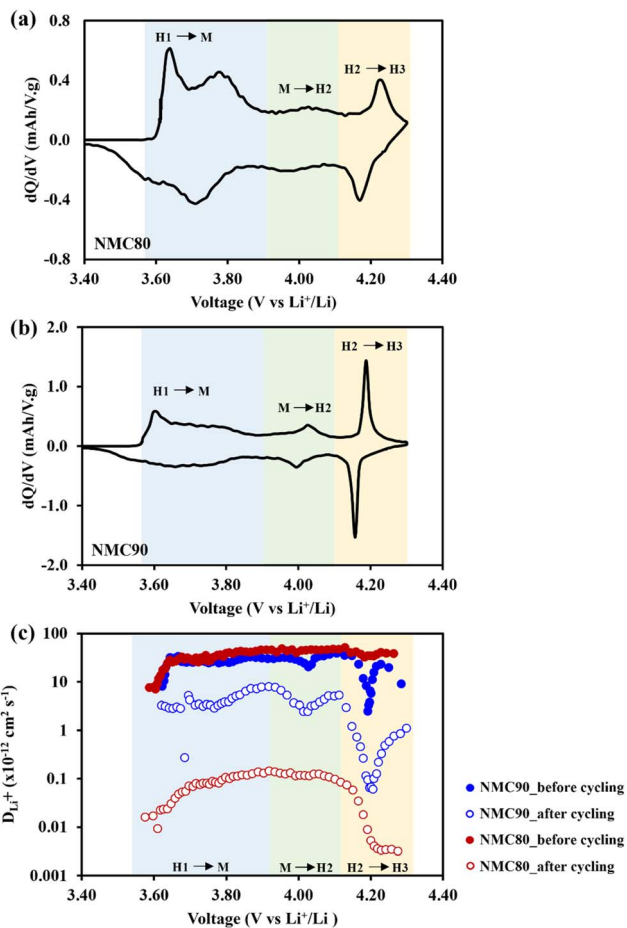 (a)
0.8
H1 → M
H2 → H3
0.4
M → H2
0.0
dQ/dV (mAh/V.g)
-0.4
NMC80
-0.8
3.40 3.60 3.80 4.00 4.20 4.40
Voltage (V vs Li⁺/Li)
(b)
2.0
H2 → H3
H1 → M
1.0
M → H2
0.0
dQ/dV (mAh/V.g)
-1.0
NMC90
-2.0
3.40 3.60 3.80 4.00 4.20 4.40
Voltage (V vs Li⁺/Li)
(c)
100
10
1
D_Li+ (x10⁻¹² cm² s⁻¹)
0.1
0.01
0.001
H1 → M M → H2 H2 → H3
3.40 3.60 3.80 4.00 4.20 4.40
Voltage (V vs Li⁺/Li )
NMC90_before cycling
NMC90_after cycling
NMC80_before cycling
NMC80_after cycling